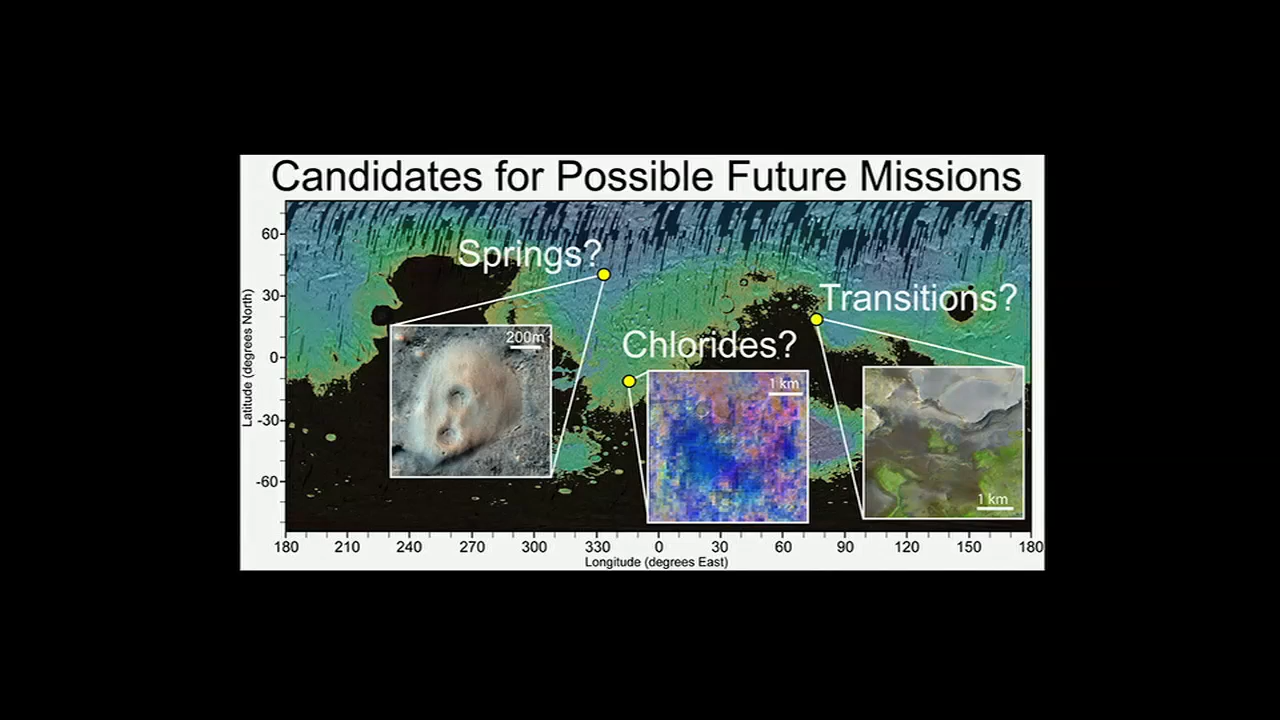 Candidates for Possible Future Missions
Springs?
Transitions?
Chlorides?
200m
1 km
1 km
Latitude (degrees North)
60
30
0
-30
-60
180 210 240 270 300 330 0 30 60 90 120 150 180
Longitude (degrees East)